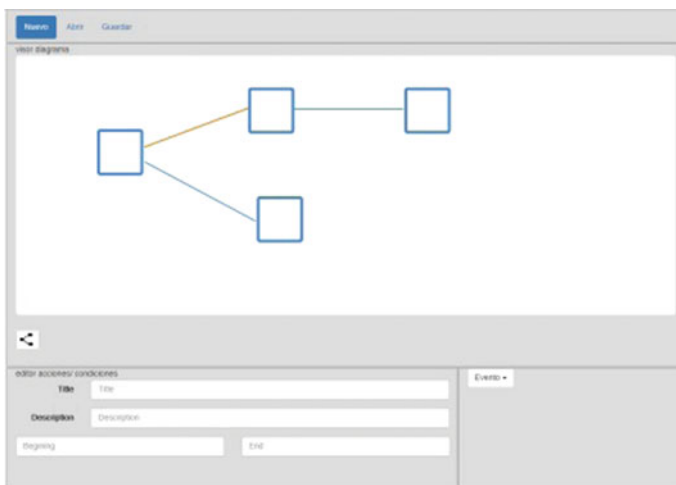 Nuevo Abrir Guardar
visor diagrama
editor acciones/ condiciones
Evento
Title Title
Description Description
Begining End